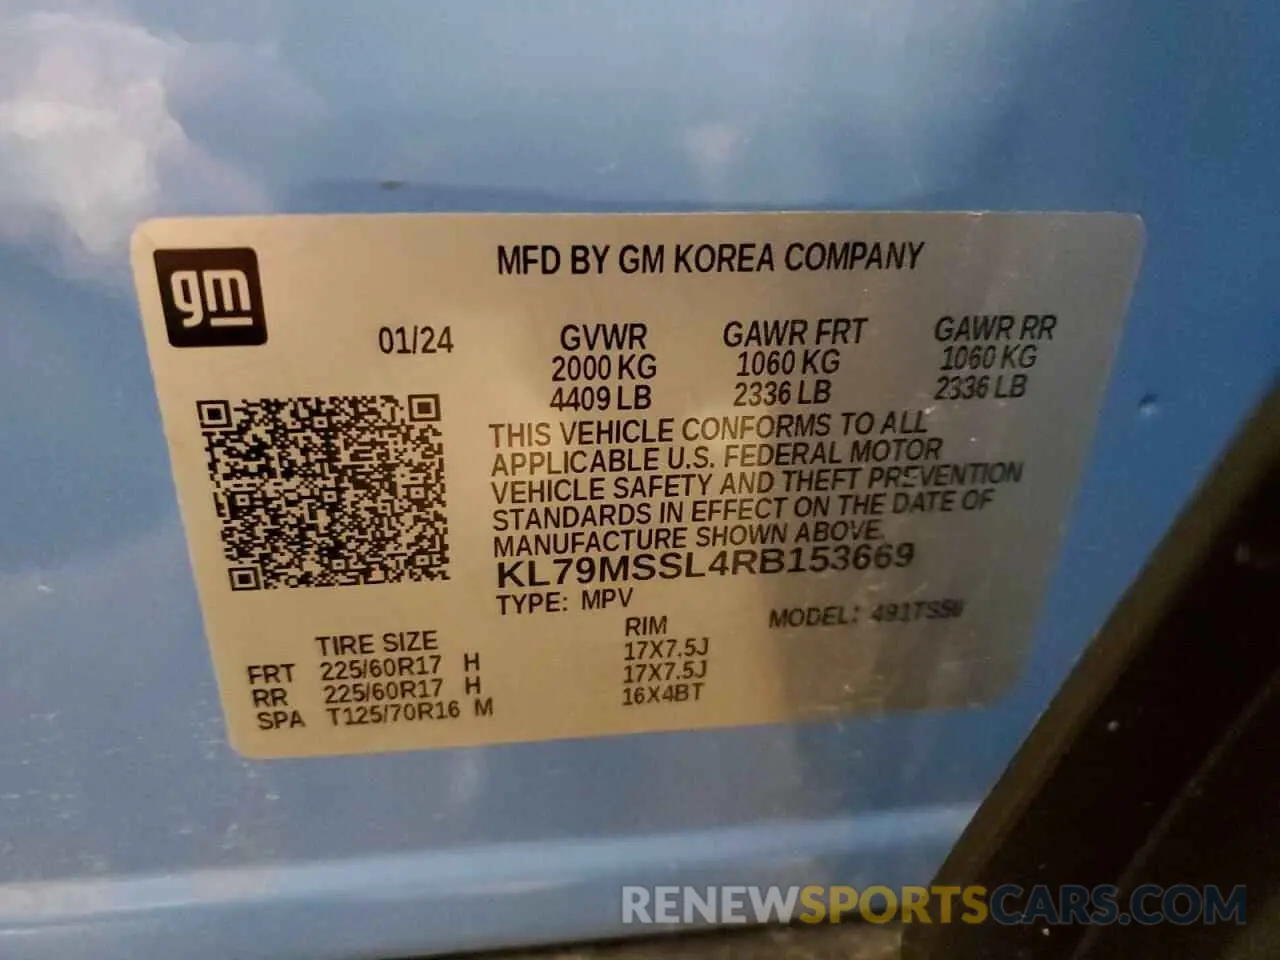 gm
MFD BY GM KOREA COMPANY
01/24
GVWR GAWR FRT GAWR RR
2000 KG 1060 KG 1060 KG
4409 LB 2336 LB 2336 LB
THIS VEHICLE CONFORMS TO ALL
APPLICABLE U.S. FEDERAL MOTOR
VEHICLE SAFETY AND THEFT PREVENTION
STANDARDS IN EFFECT ON THE DATE OF
MANUFACTURE SHOWN ABOVE.
KL79MSSL4RB153669
TYPE: MPV MODEL:
TIRE SIZE RIM
FRT 225/60R17 H 17X7.5J
RR 225/60R17 H 17X7.5J
SPA T125/70R16 M 16X4BT
RENEWSPORTSCARS.COM